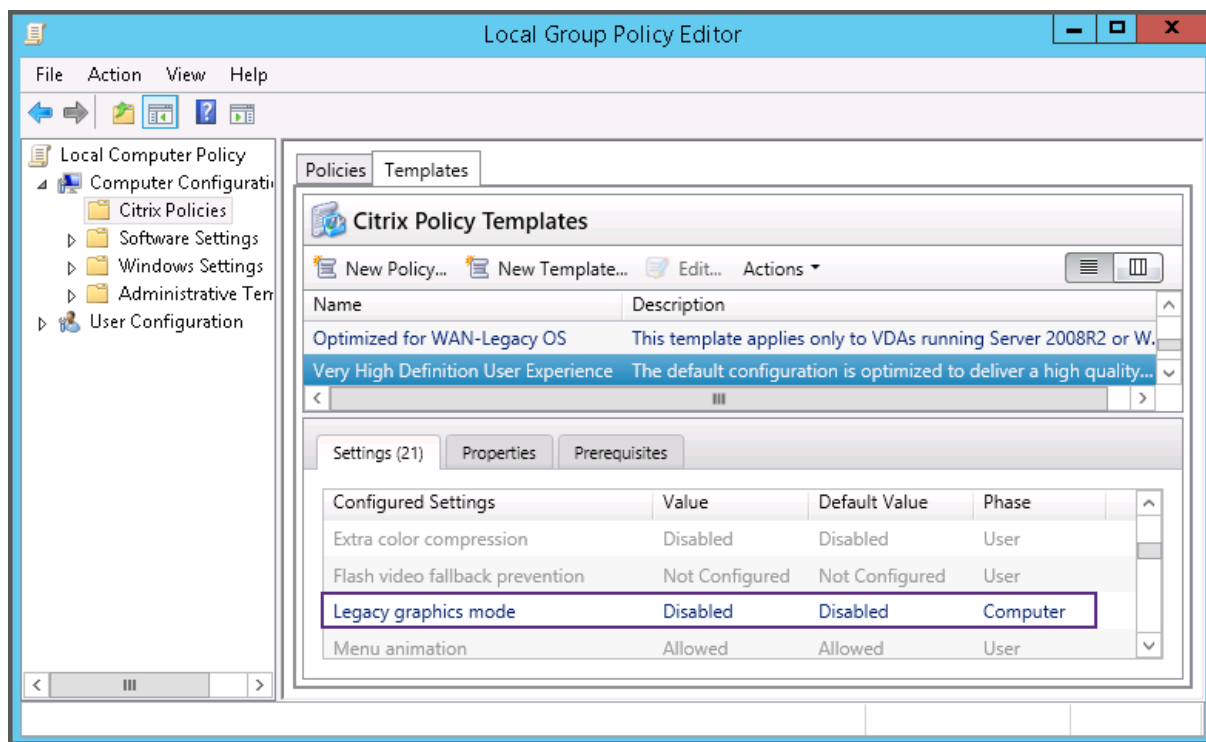 Local Group Policy Editor
File Action View Help
Local Computer Policy
Computer Configurati
Citrix Policies
Software Settings
Windows Settings
Administrative Tem
User Configuration
Policies Templates
Citrix Policy Templates
New Policy... New Template... Edit... Actions
Name Description
Optimized for WAN-Legacy OS This template applies only to VDAs running Server 2008R2 or W.
Very High Definition User Experience The default configuration is optimized to deliver a high quality...
Settings (21) Properties Prerequisites
Configured Settings Value Default Value Phase
Extra color compression Disabled Disabled User
Flash video fallback prevention Not Configured Not Configured User
Legacy graphics mode Disabled Disabled Computer
Menu animation Allowed Allowed User